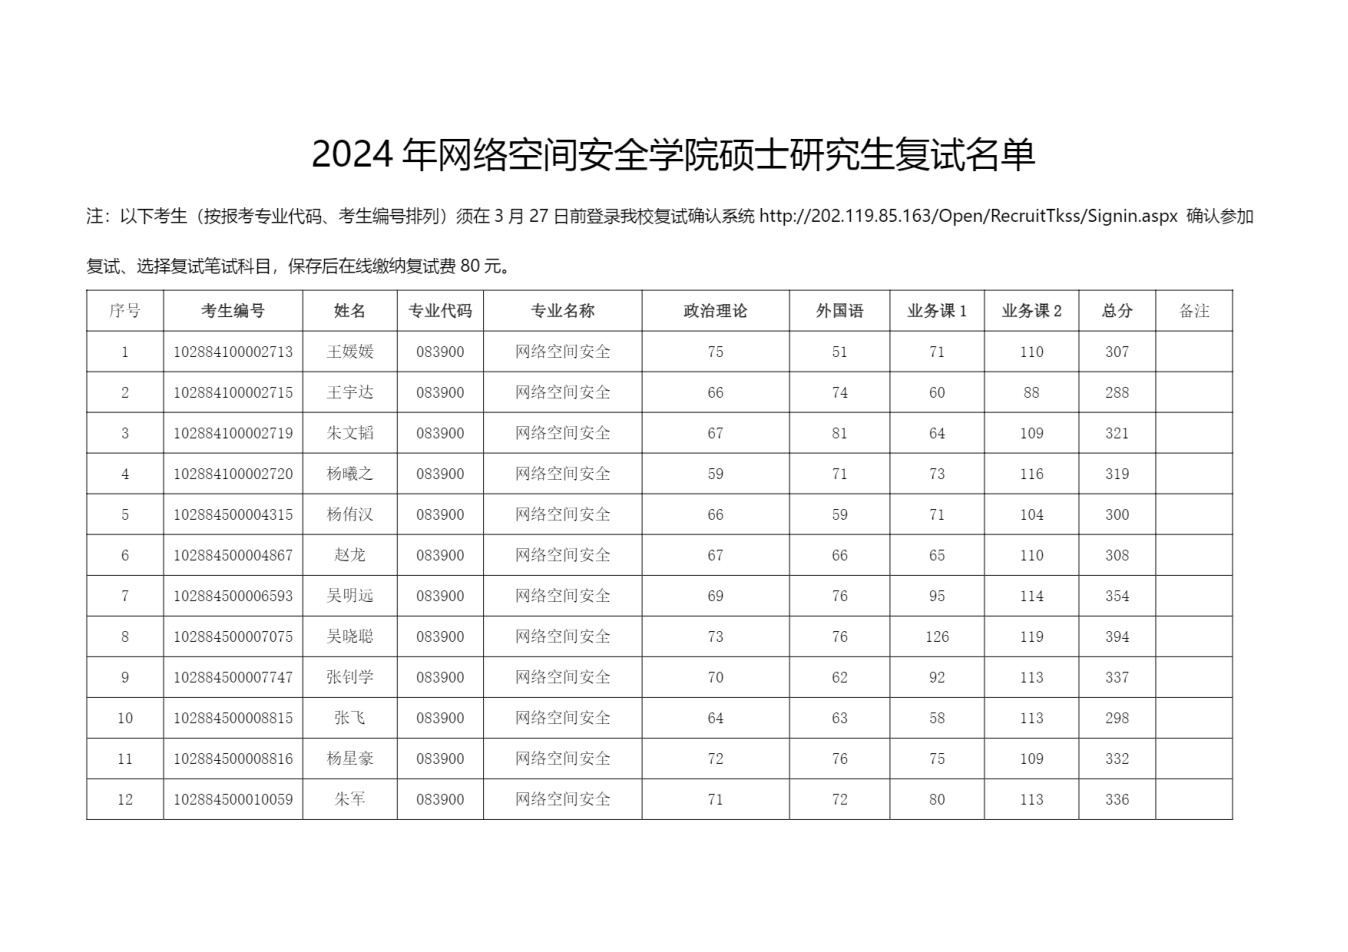 2024 年网络空间安全学院硕士研究生复试名单
注：以下考生（按报考专业代码、考生编号排列）须在 3 月 27 日前登录我校复试确认系统 http://202.119.85.163/Open/RecruitTkss/Signin.aspx 确认参加
复试、选择复试笔试科目，保存后在线缴纳复试费 80 元。
序号 考生编号 姓名 专业代码 专业名称 政治理论 外国语 业务课 1 业务课 2 总分 备注
1 102884100002713 王媛媛 083900 网络空间安全 75 51 71 110 307
2 102884100002715 王宇达 083900 网络空间安全 66 74 60 88 288
3 102884100002719 朱文韬 083900 网络空间安全 67 81 64 109 321
4 102884100002720 杨曦之 083900 网络空间安全 59 71 73 116 319
5 102884500004315 杨侑汉 083900 网络空间安全 66 59 71 104 300
6 102884500004867 赵龙 083900 网络空间安全 67 66 65 110 308
7 102884500006593 吴明远 083900 网络空间安全 69 76 95 114 354
8 102884500007075 吴晓聪 083900 网络空间安全 73 76 126 119 394
9 102884500007747 张钊学 083900 网络空间安全 70 62 92 113 337
10 102884500008815 张飞 083900 网络空间安全 64 63 58 113 298
11 102884500008816 杨星豪 083900 网络空间安全 72 76 75 109 332
12 102884500010059 朱军 083900 网络空间安全 71 72 80 113 336